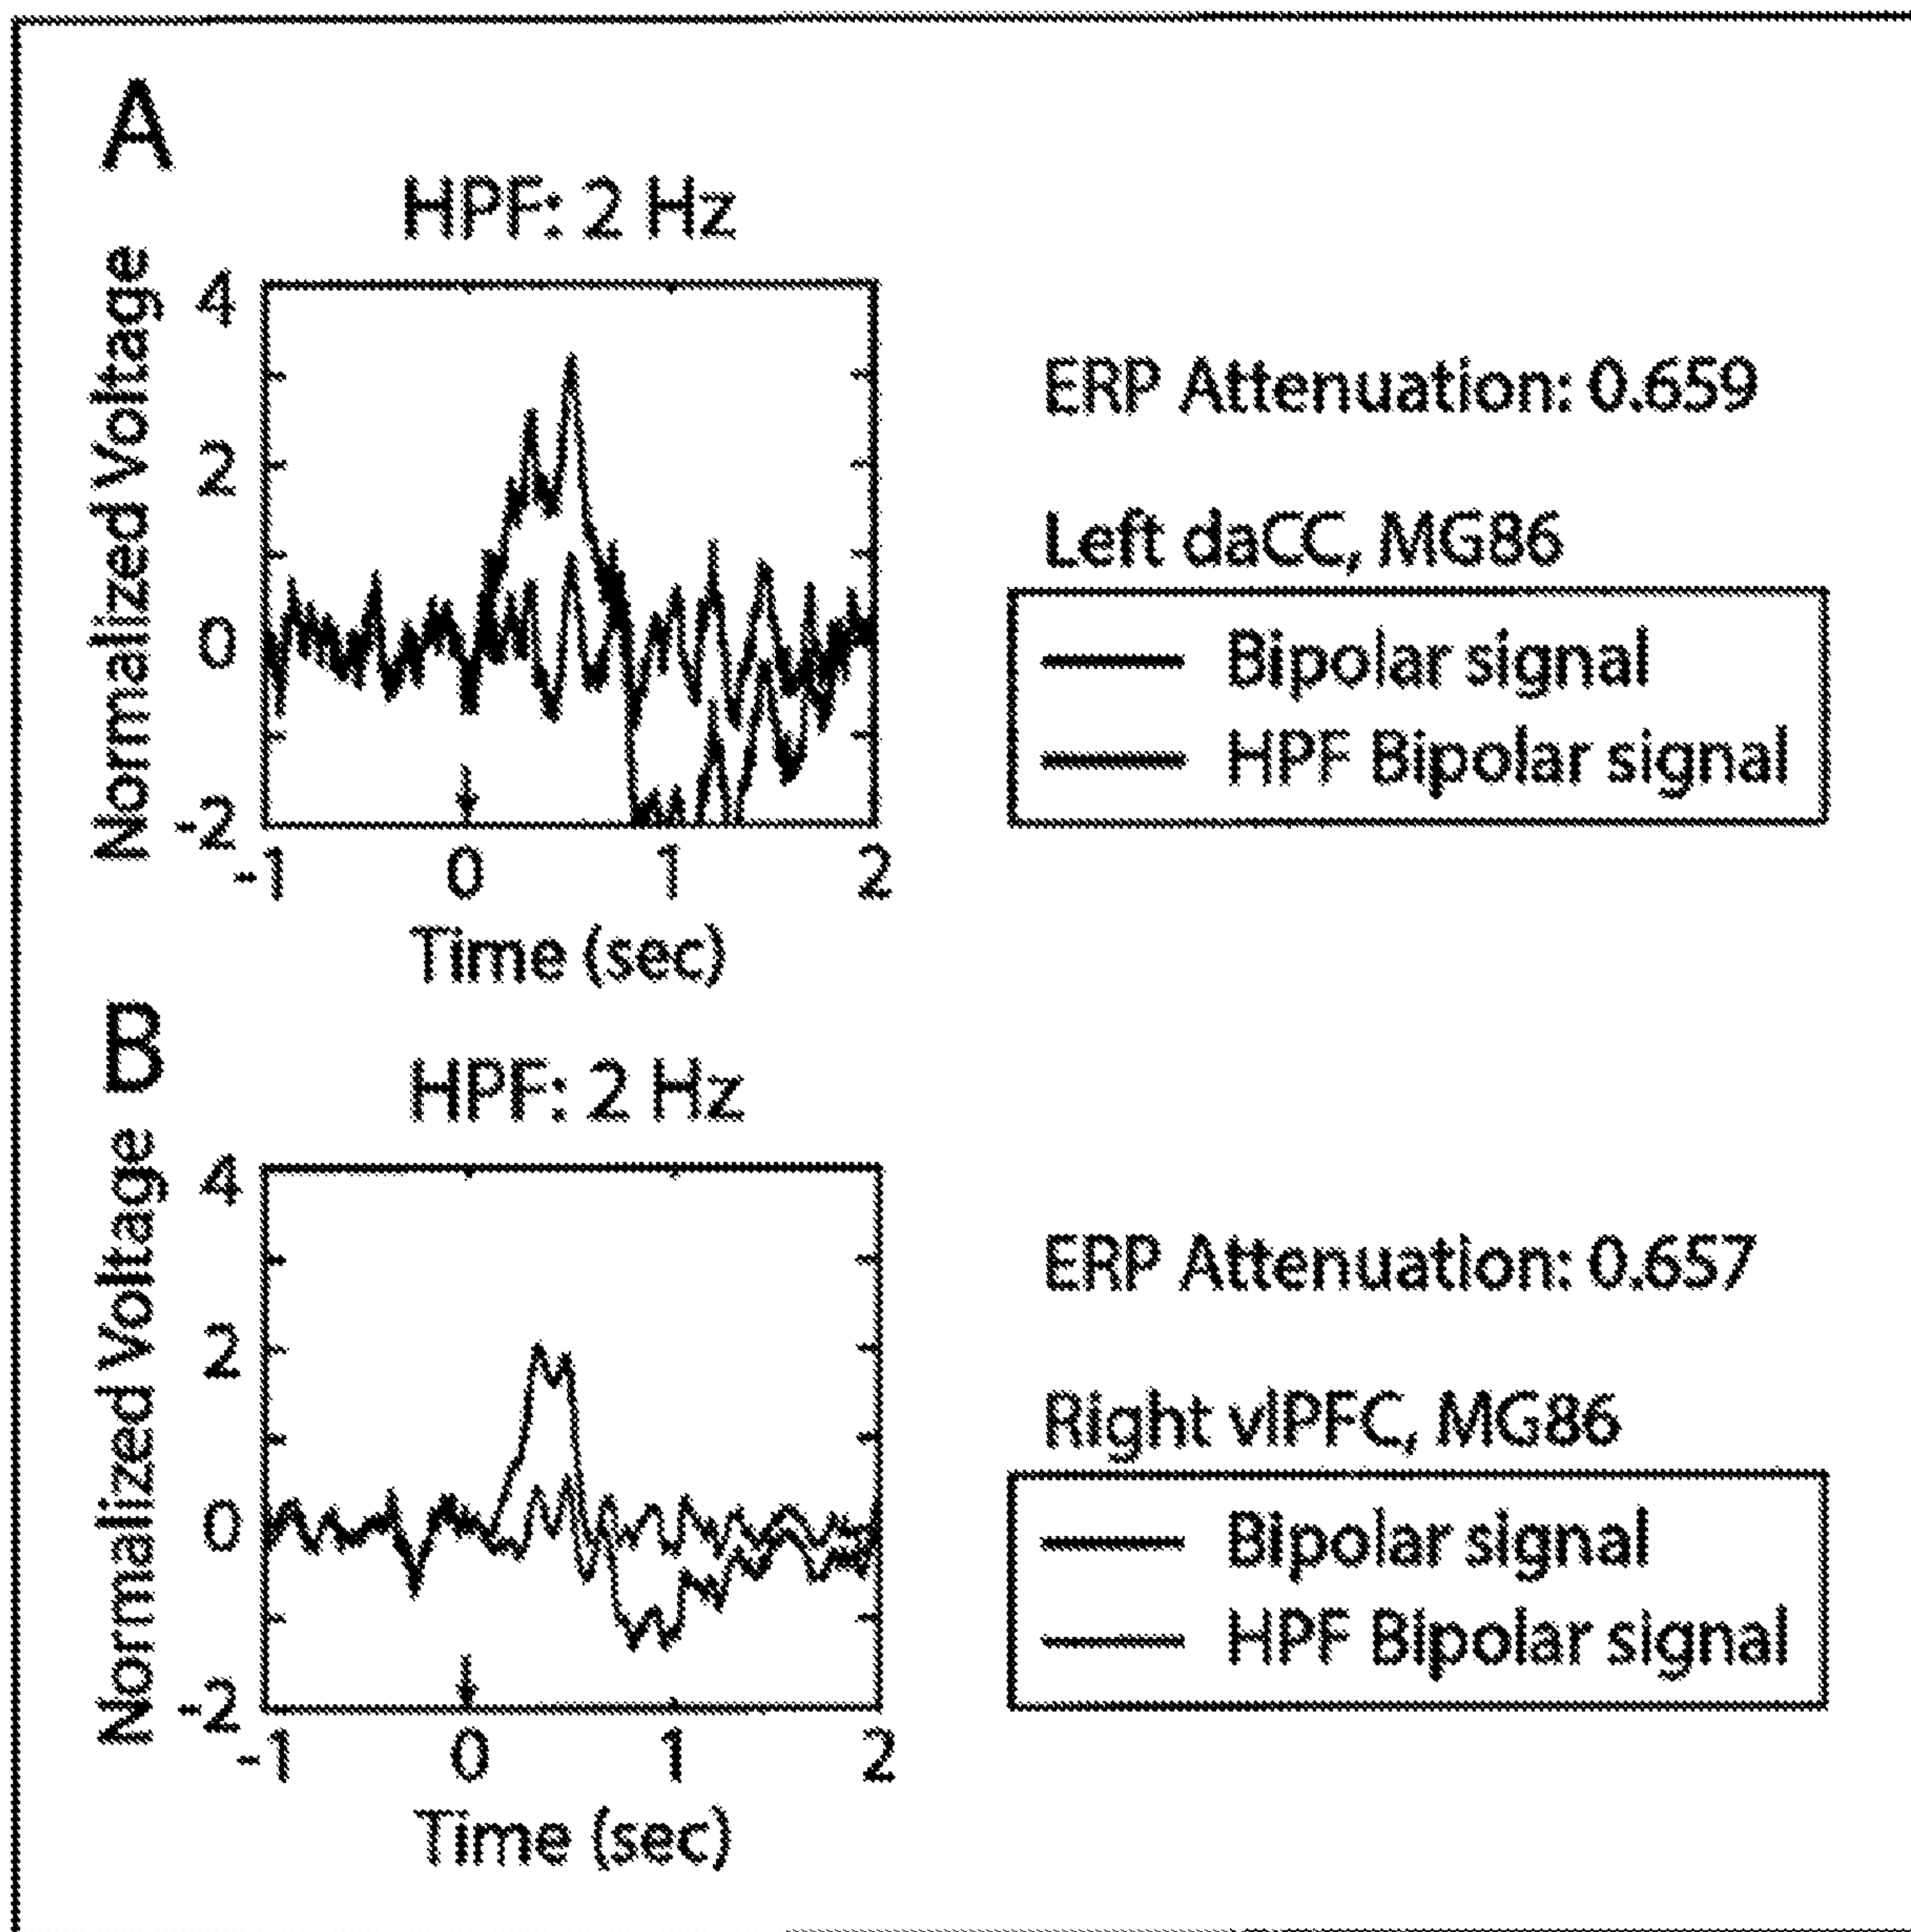 A
HPF: 2 Hz
Normalized Voltage
4
2
0
-2
-1 0 1 2
Time (sec)
ERP Attenuation: 0.659
Left daCC, MG86
Bipolar signal
HPF Bipolar signal
B
HPF: 2 Hz
Normalized Voltage
4
2
0
-2
-1 0 1 2
Time (sec)
ERP Attenuation: 0.657
Right vlPFC, MG86
Bipolar signal
HPF Bipolar signal